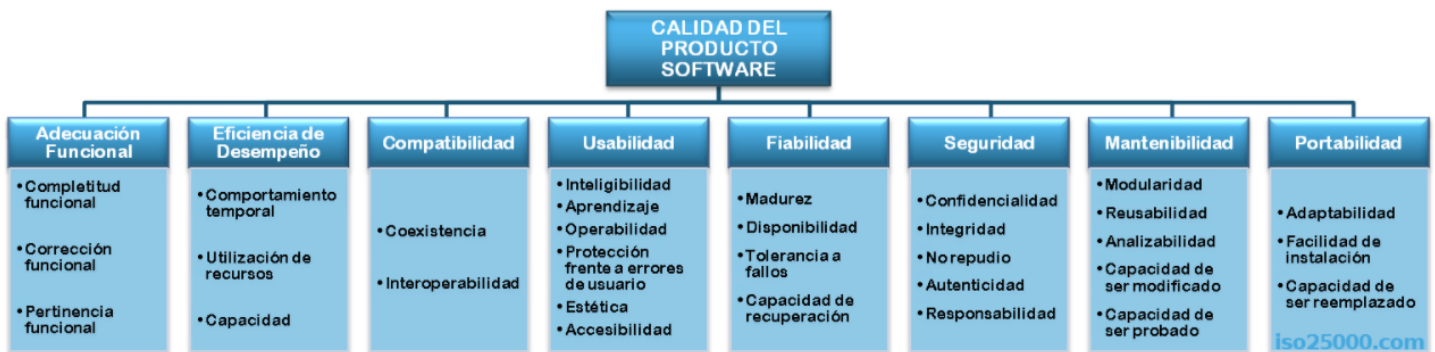 CALIDAD DEL
PRODUCTO
SOFTWARE
Adecuación
Funcional
•Completitud
funcional
•Corrección
funcional
•Pertinencia
funcional
Eficiencia de
Desempeño
•Comportamiento
temporal
•Utilización de
recursos
•Capacidad
Compatibilidad
•Coexistencia
•Interoperabilidad
Usabilidad
•Inteligibilidad
•Aprendizaje
•Operabilidad
•Protección
frente a errores
de usuario
•Estética
•Accesibilidad
Fiabilidad
•Madurez
•Disponibilidad
•Tolerancia a
fallos
•Capacidad de
recuperación
Seguridad
•Confidencialidad
•Integridad
•No repudio
•Autenticidad
•Responsabilidad
Mantenibilidad
•Modularidad
•Reusabilidad
•Analizabilidad
•Capacidad de
ser modificado
•Capacidad de
ser probado
Portabilidad
•Adaptabilidad
•Facilidad de
instalación
•Capacidad de
ser reemplazado
iso25000.com